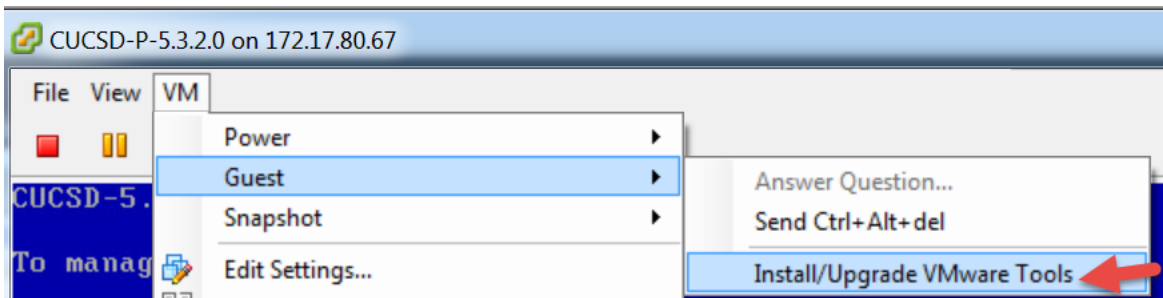 CUCSD-P-5.3.2.0 on 172.17.80.67
File View VM
Power
Guest
Answer Question...
CUCSD-5.
Snapshot
Send Ctrl+Alt+del
To manag
Edit Settings...
Install/Upgrade VMware Tools